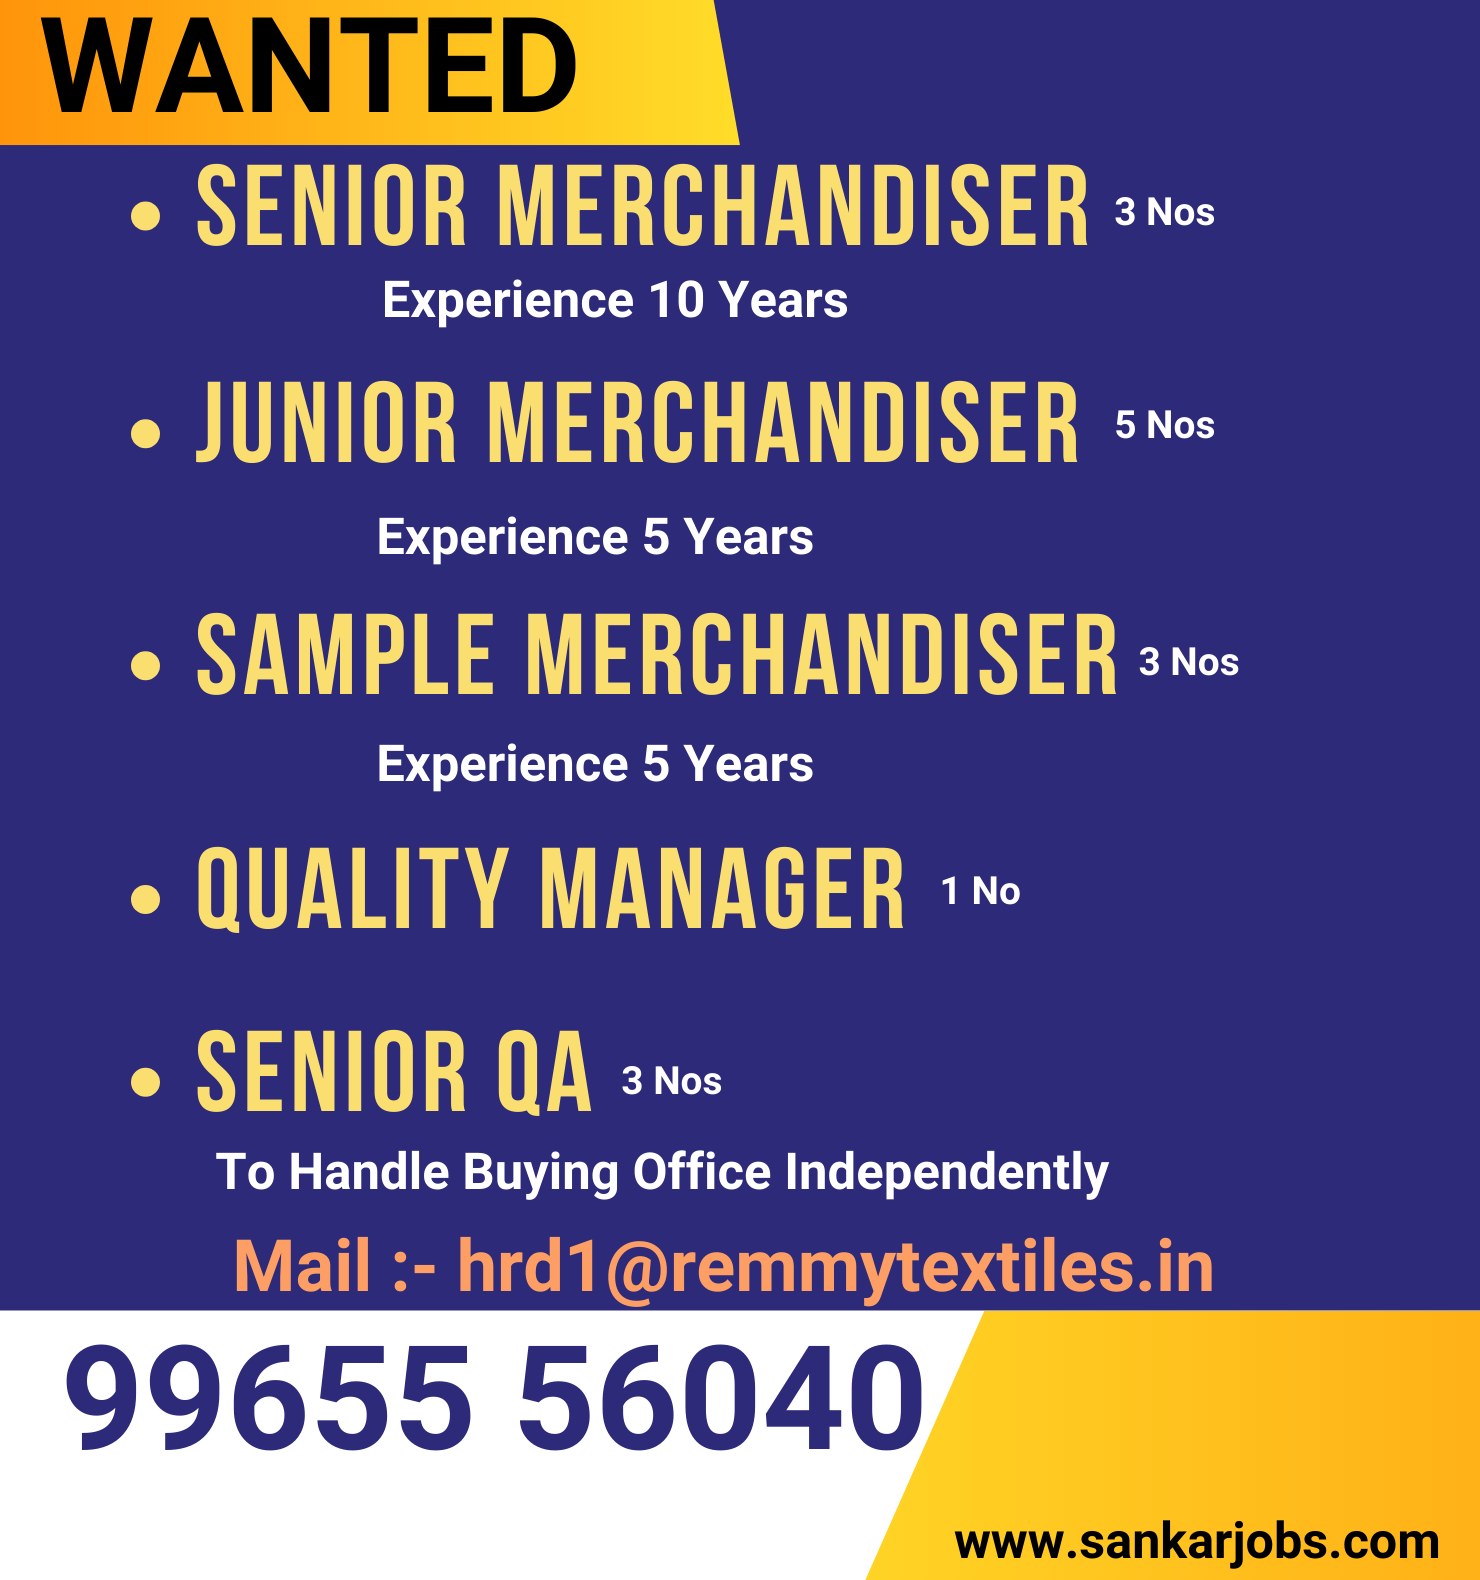 WANTED
• SENIOR MERCHANDISER 3 Nos
Experience 10 Years
• JUNIOR MERCHANDISER 5 Nos
Experience 5 Years
• SAMPLE MERCHANDISER 3 Nos
Experience 5 Years
• QUALITY MANAGER 1 No
• SENIOR QA 3 Nos
To Handle Buying Office Independently
Mail :- hrd1@remmytextiles.in
99655 56040
www.sankarjobs.com